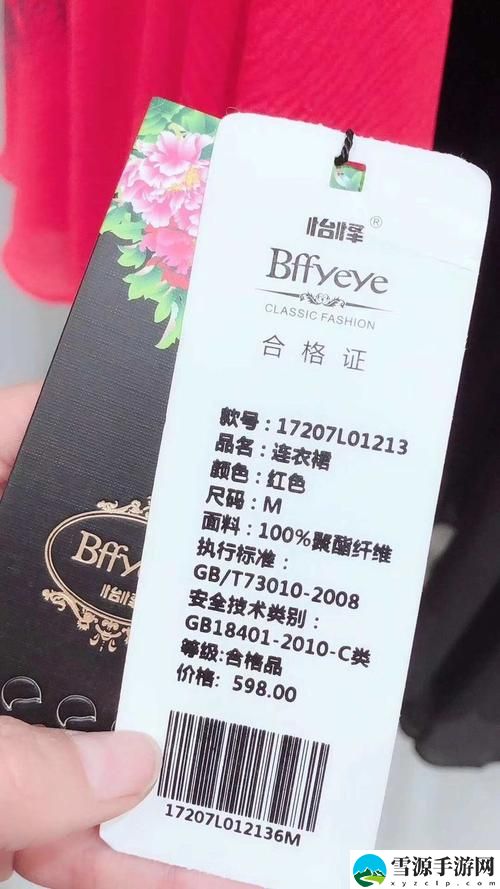 怡怿®
Bffyeye
CLASSIC FASHION
合格证
款号：17207L01213
品名：连衣裙
颜色：红色
尺码：M
面料：100%聚酯纤维
执行标准：
GB/T73010-2008
安全技术类别：
GB18401-2010-C类
等级:合格品
价格: 598.00
17207L012136M
Bffyeye
怡怿
雪源手游网
xyzclp.com